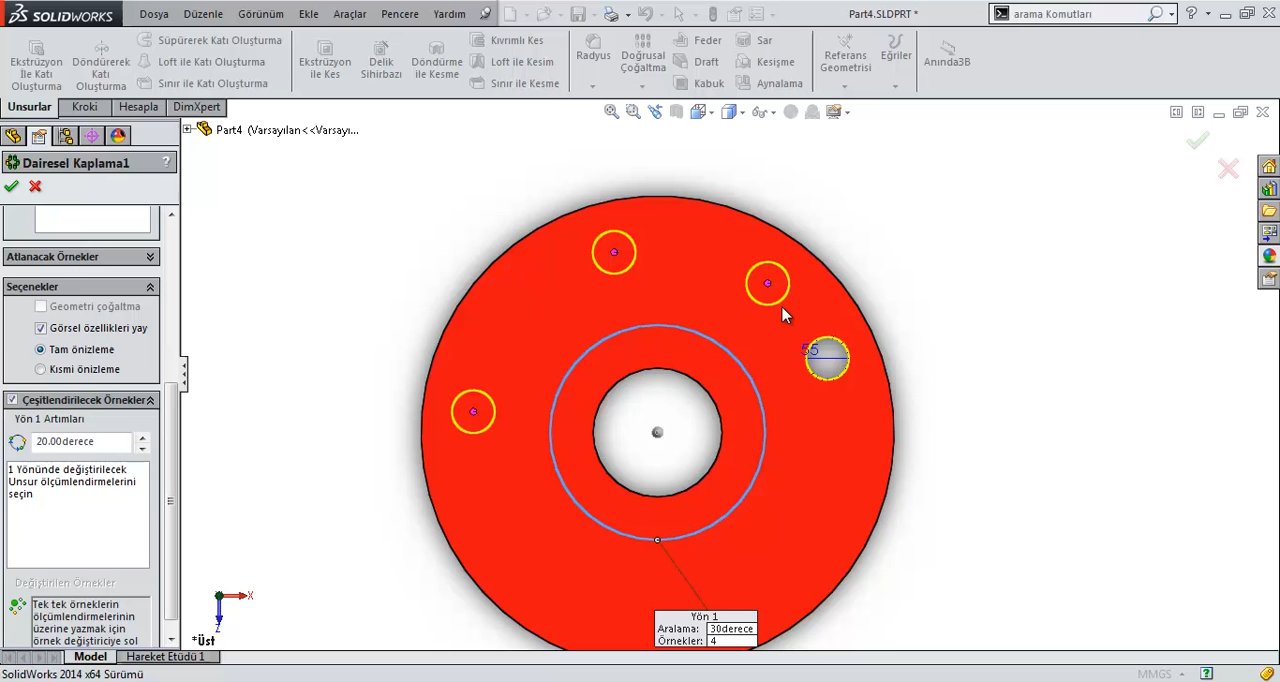 SOLIDWORKS Dosya Düzenle Görünüm Ekle Araçlar Pencere Yardım Part4.SLDPRT * arama Komutları
Ekstrüzyon İle Katı Oluşturma
Döndürerek Katı Oluşturma
Süpürerek Katı Oluşturma
Loft ile Katı Oluşturma
Sınır ile Katı Oluşturma
Ekstrüzyon ile Kes
Delik Sihirbazı
Döndürme ile Kesme
Kıvrımlı Kes
Loft ile Kesim
Sınır ile Kesme
Radyus
Doğrusal Çoğaltma
Feder
Draft
Kabuk
Sar
Kesişme
Aynalama
Referans Geometrisi
Eğriler
Anında3B
Unsurlar Kroki Hesapla DimXpert
Part4 (Varsayılan<<Varsayı...
Dairesel Kaplama1 ?
Atlanacak Örnekler
Seçenekler
Geometri çoğaltma
Görsel özellikleri yay
Tam önizleme
Kısmi önizleme
Çeşitlendirilecek Örnekler
Yön 1 Artımları
20.00derece
1 Yönünde değiştirilecek
Unsur ölçümlendirmelerini
seçin
Değiştirilen Örnekler
Tek tek örneklerin
ölçümlendirmelerinin
üzerine yazmak için
örnek değiştiriciye sol
55
Yön 1
Aralama: 30derece
Örnekler: 4
X
Z
*Üst
Model Hareket Etüdü 1
SolidWorks 2014 x64 Sürümü MMGS